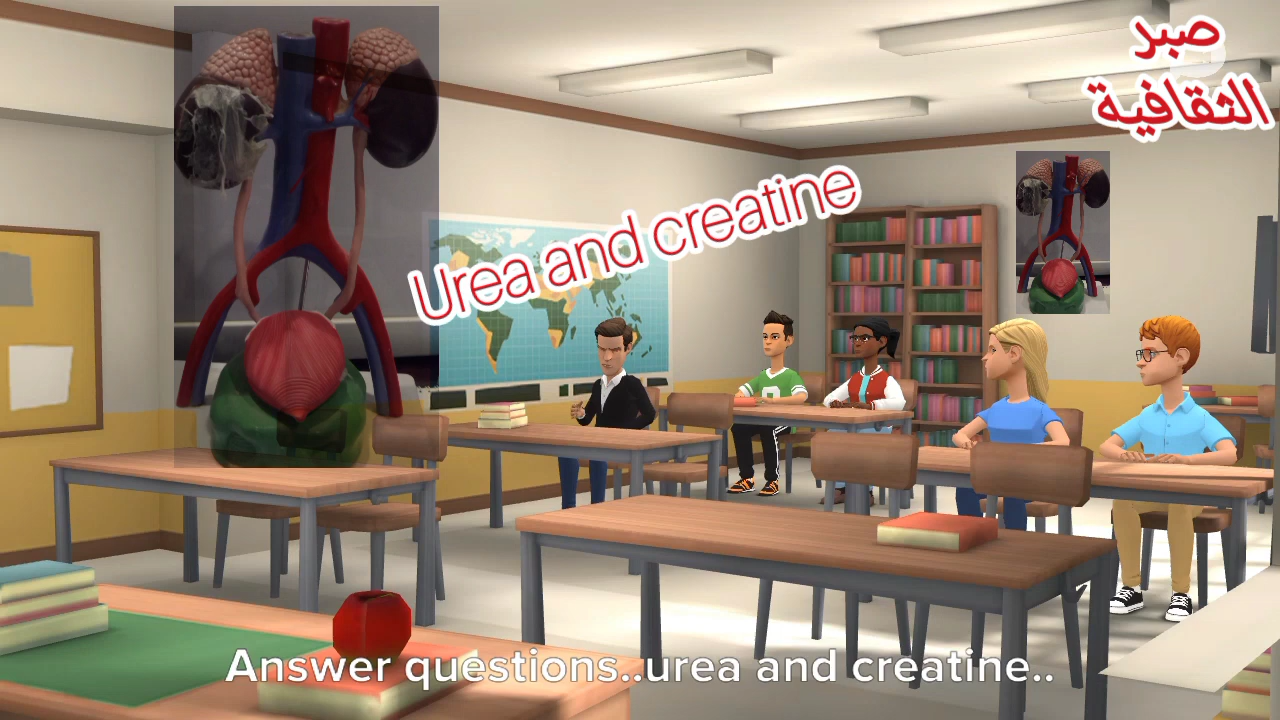 صبر
الثقافية
Urea and creatine
Answer questions..urea and creatine..